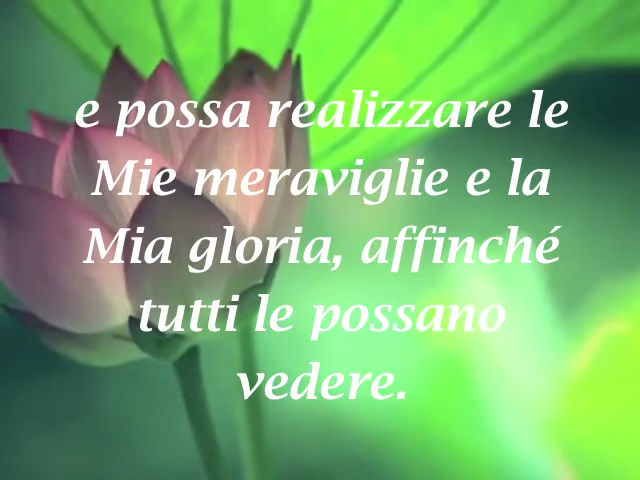 e possa realizzare le
Mie meraviglie e la
Mia gloria, affinché
tutti le possano
vedere.